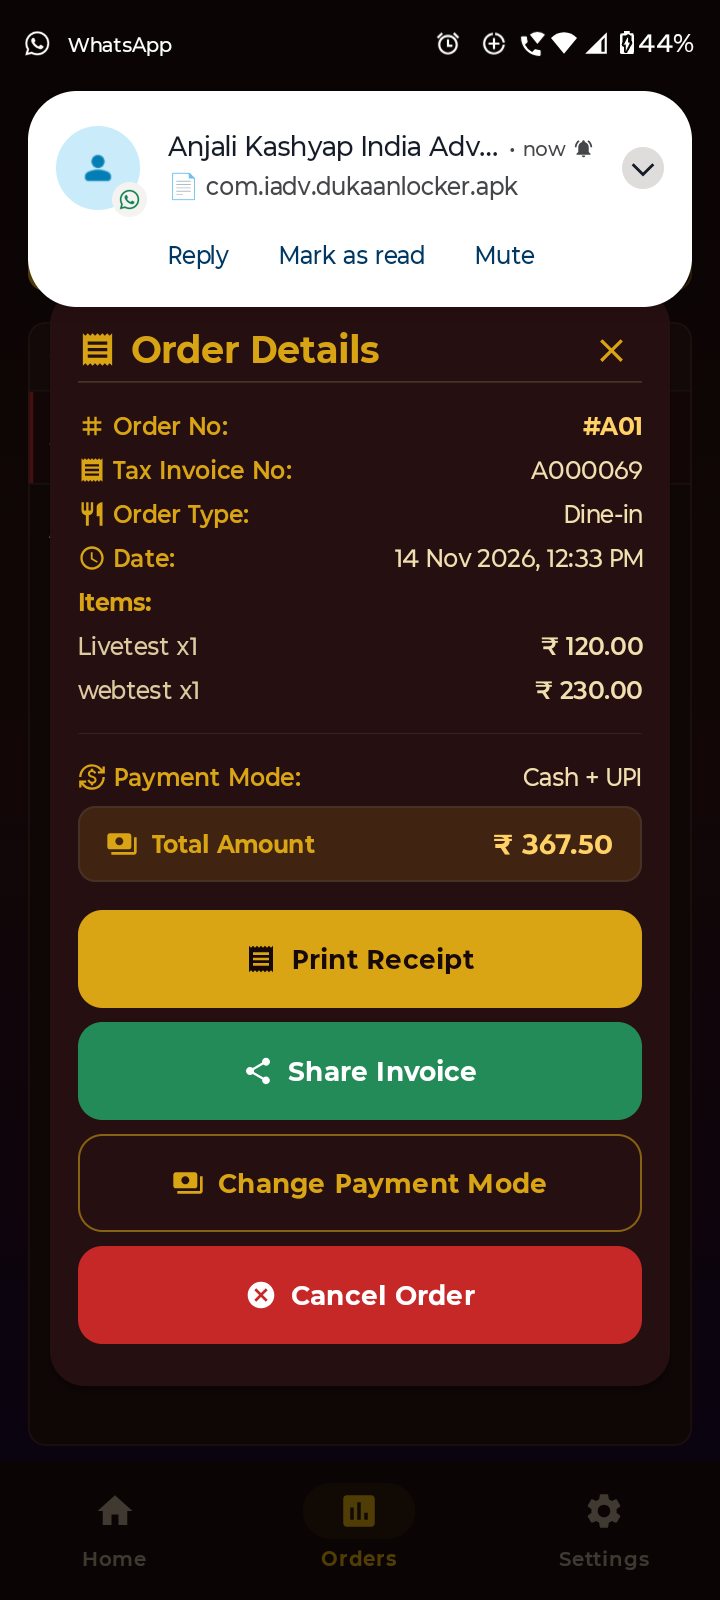 WhatsApp
44%
Anjali Kashyap India Adv... • now
com.iadv.dukaanlocker.apk
Reply Mark as read Mute
Order Details
Order No: #A01
Tax Invoice No: A000069
Order Type: Dine-in
Date: 14 Nov 2026, 12:33 PM
Items:
Livetest x1 ₹ 120.00
webtest x1 ₹ 230.00
Payment Mode: Cash + UPI
Total Amount ₹ 367.50
Print Receipt
Share Invoice
Change Payment Mode
Cancel Order
Home Orders Settings